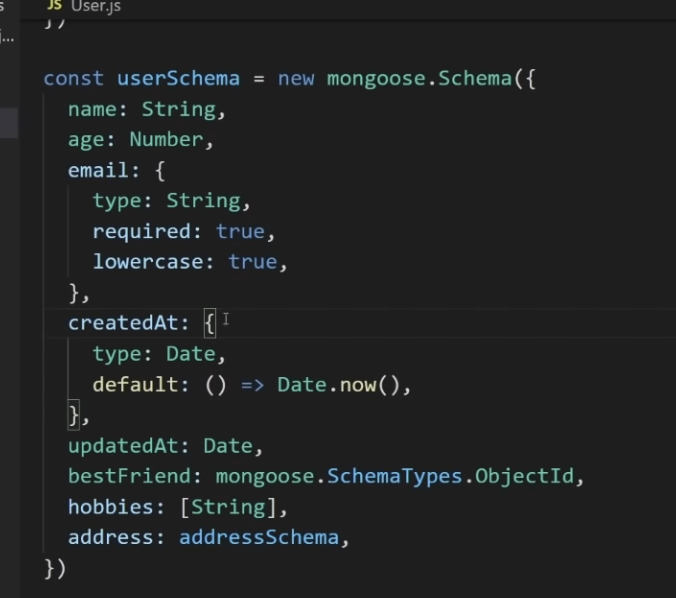 JS User.js
const userSchema = new mongoose.Schema({
  name: String,
  age: Number,
  email: {
    type: String,
    required: true,
    lowercase: true,
  },
  createdAt: {
    type: Date,
    default: () => Date.now(),
  },
  updatedAt: Date,
  bestFriend: mongoose.SchemaTypes.ObjectId,
  hobbies: [String],
  address: addressSchema,
})